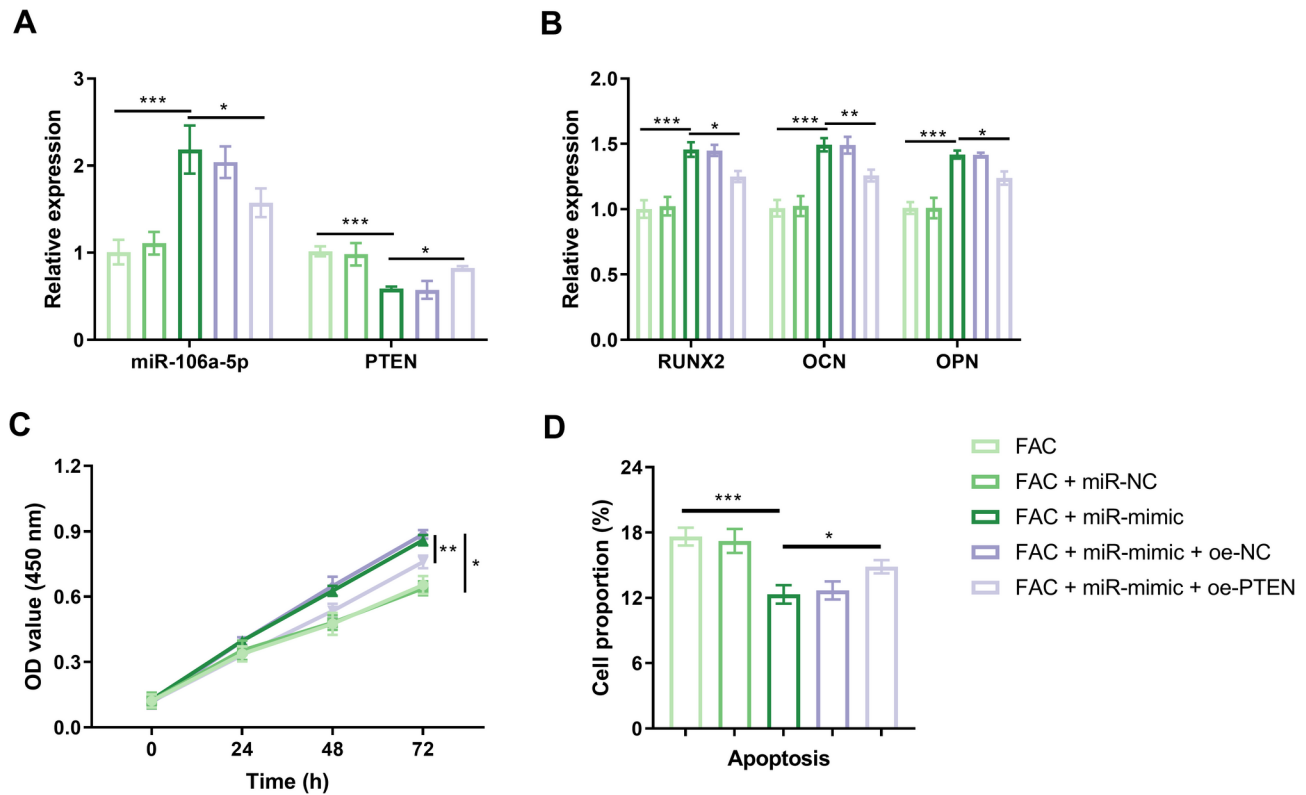 A
Relative expression
3
2
1
0
***
*
***
*
miR-106a-5p
PTEN
B
Relative expression
2.0
1.5
1.0
0.5
0.0
***
*
***
**
***
*
RUNX2
OCN
OPN
C
OD value (450 nm)
1.2
0.9
0.6
0.3
0.0
**
*
0
24
48
72
Time (h)
D
Cell proportion (%)
24
18
12
6
0
***
*
Apoptosis
FAC
FAC + miR-NC
FAC + miR-mimic
FAC + miR-mimic + oe-NC
FAC + miR-mimic + oe-PTEN